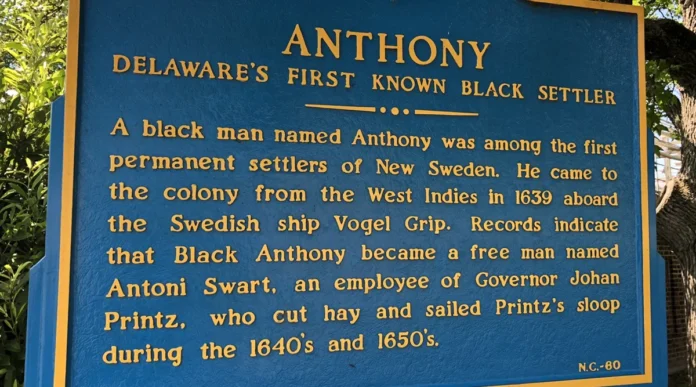 ANTHONY
DELAWARE'S FIRST KNOWN BLACK SETTLER
A black man named Anthony was among the first
permanent settlers of New Sweden. He came to
the colony from the West Indies in 1639 aboard
the Swedish ship Vogel Grip. Records indicate
that Black Anthony became a free man named
Antoni Swart, an employee of Governor Johan
Printz, who cut hay and sailed Printz's sloop
during the 1640's and 1650's.
N.C.-60